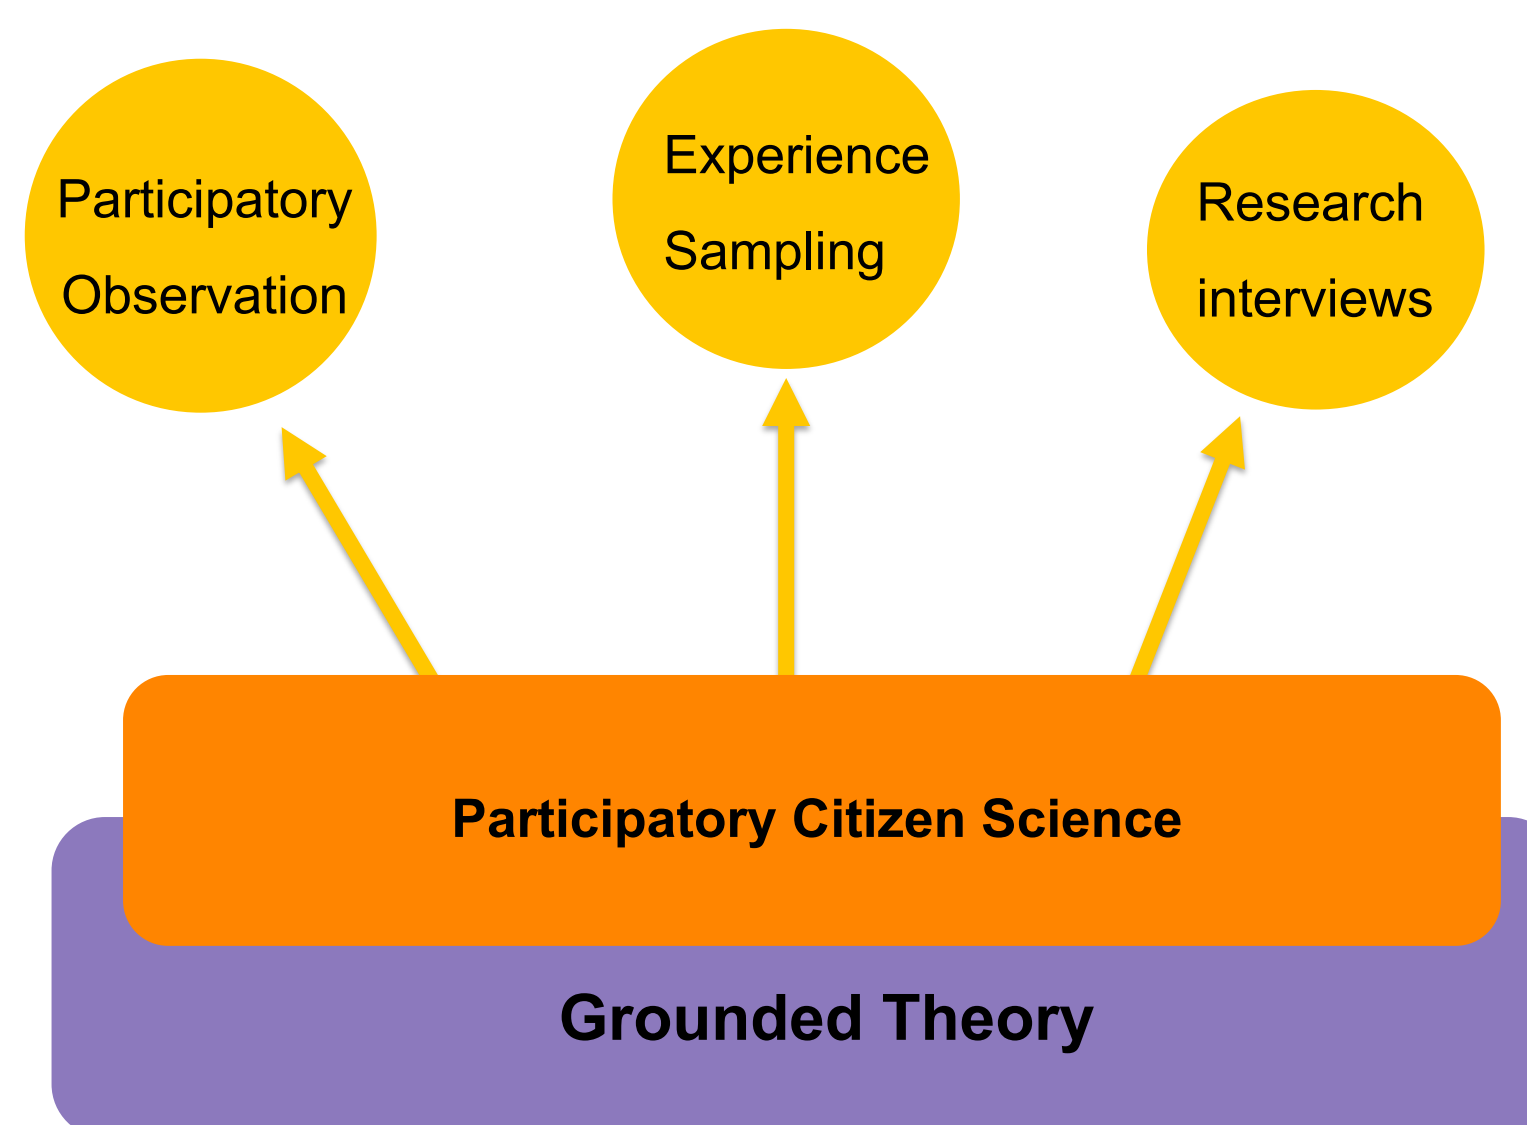 Participatory
Observation
Experience
Sampling
Research
interviews
Participatory Citizen Science
Grounded Theory